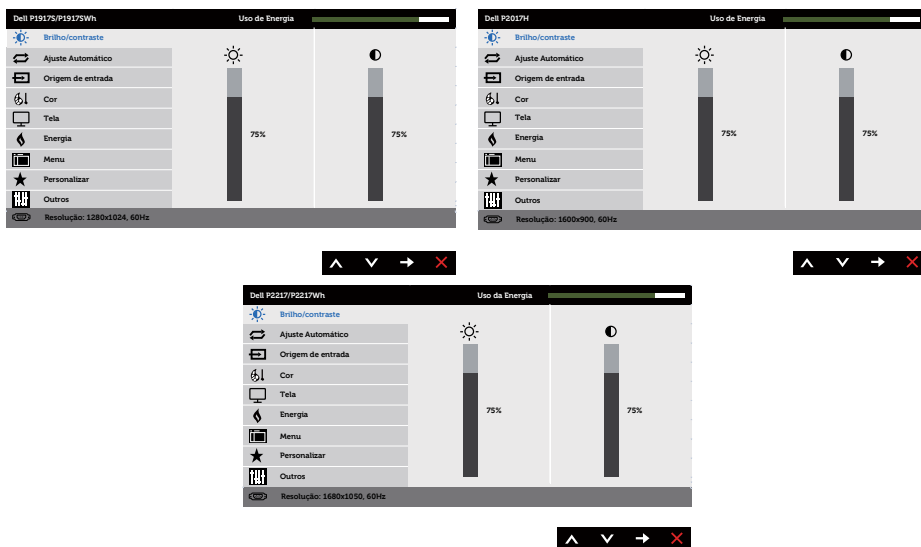 Dell P1917S/P1917SWh Uso de Energia
Brilho/contraste
Ajuste Automático
Origem de entrada
Cor
Tela
Energia
Menu
Personalizar
Outros
75% 75%
Resolução: 1280x1024, 60Hz
Dell P2017H Uso de Energia
Brilho/contraste
Ajuste Automático
Origem de entrada
Cor
Tela
Energia
Menu
Personalizar
Outros
75% 75%
Resolução: 1600x900, 60Hz
Dell P2217/P2217Wh Uso da Energia
Brilho/contraste
Ajuste Automático
Origem de entrada
Cor
Tela
Energia
Menu
Personalizar
Outros
75% 75%
Resolução: 1680x1050, 60Hz